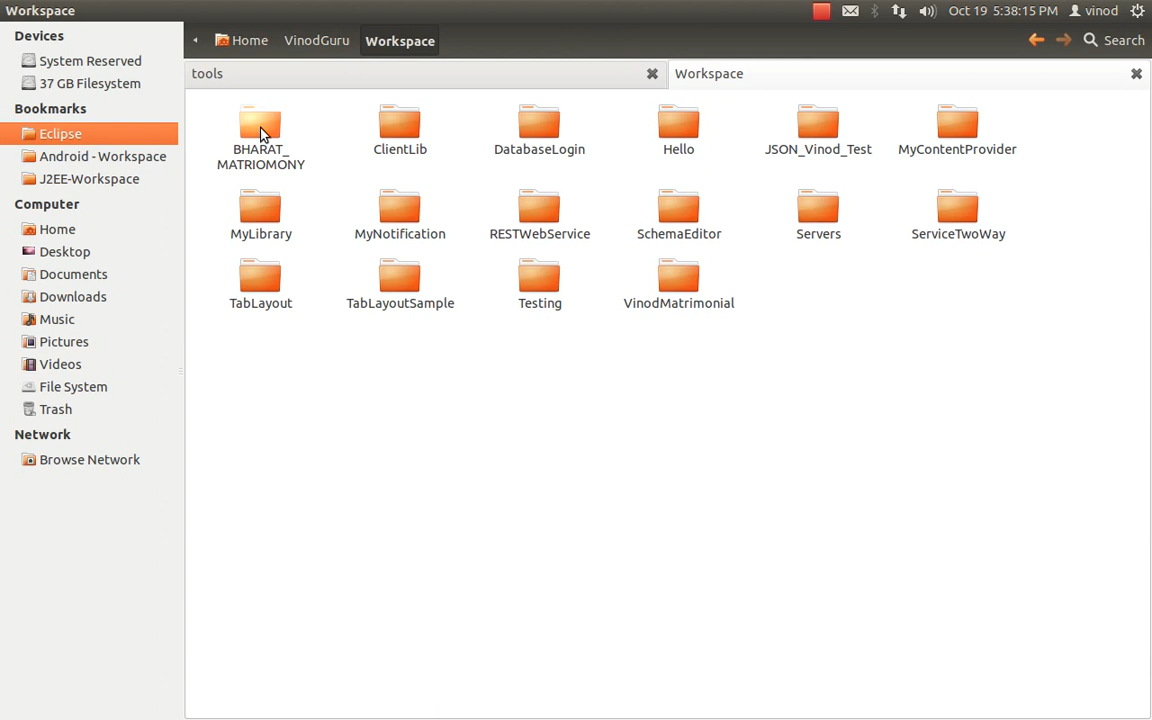 Workspace
Oct 19 5:38:15 PM vinod
Devices
System Reserved
37 GB Filesystem
Bookmarks
Eclipse
Android - Workspace
J2EE-Workspace
Computer
Home
Desktop
Documents
Downloads
Music
Pictures
Videos
File System
Trash
Network
Browse Network
Home VinodGuru Workspace
Search
tools
Workspace
BHARAT_
MATRIOMONY
ClientLib
DatabaseLogin
Hello
JSON_Vinod_Test
MyContentProvider
MyLibrary
MyNotification
RESTWebService
SchemaEditor
Servers
ServiceTwoWay
TabLayout
TabLayoutSample
Testing
VinodMatrimonial